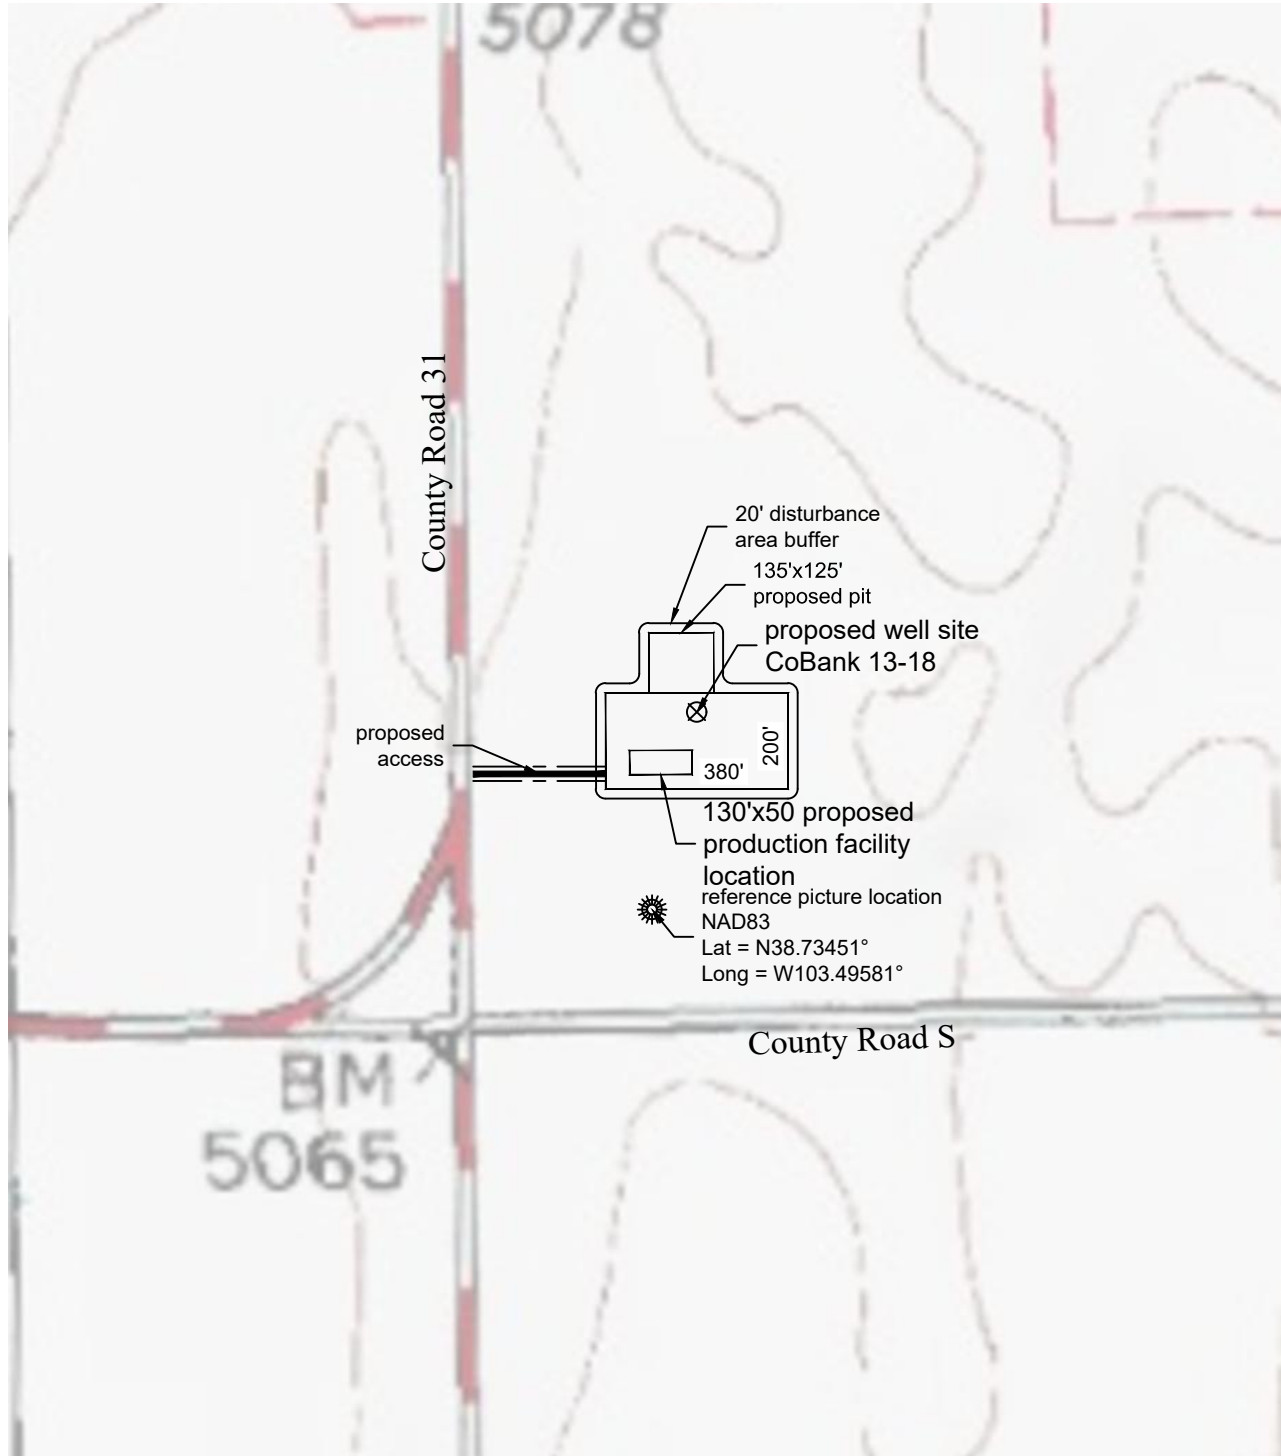 5078
County Road 31
20' disturbance
area buffer
135'x125'
proposed pit
proposed well site
CoBank 13-18
proposed
access
200'
380'
130'x50 proposed
production facility
location
reference picture location
NAD83
Lat = N38.73451°
Long = W103.49581°
County Road S
BM
5065